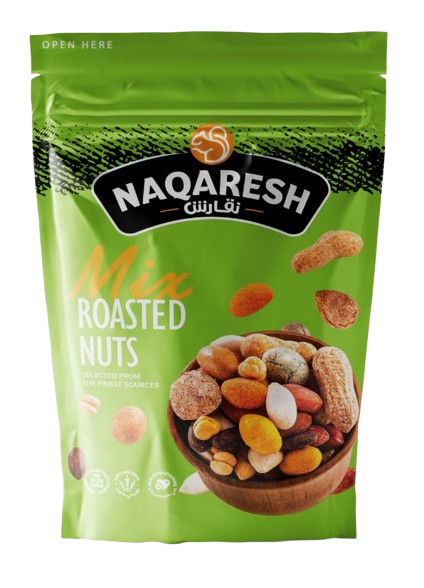 OPEN HERE
NAQARESH
نقارش
Mix
ROASTED
NUTS
SELECTED FROM
THE FINEST SOURCES